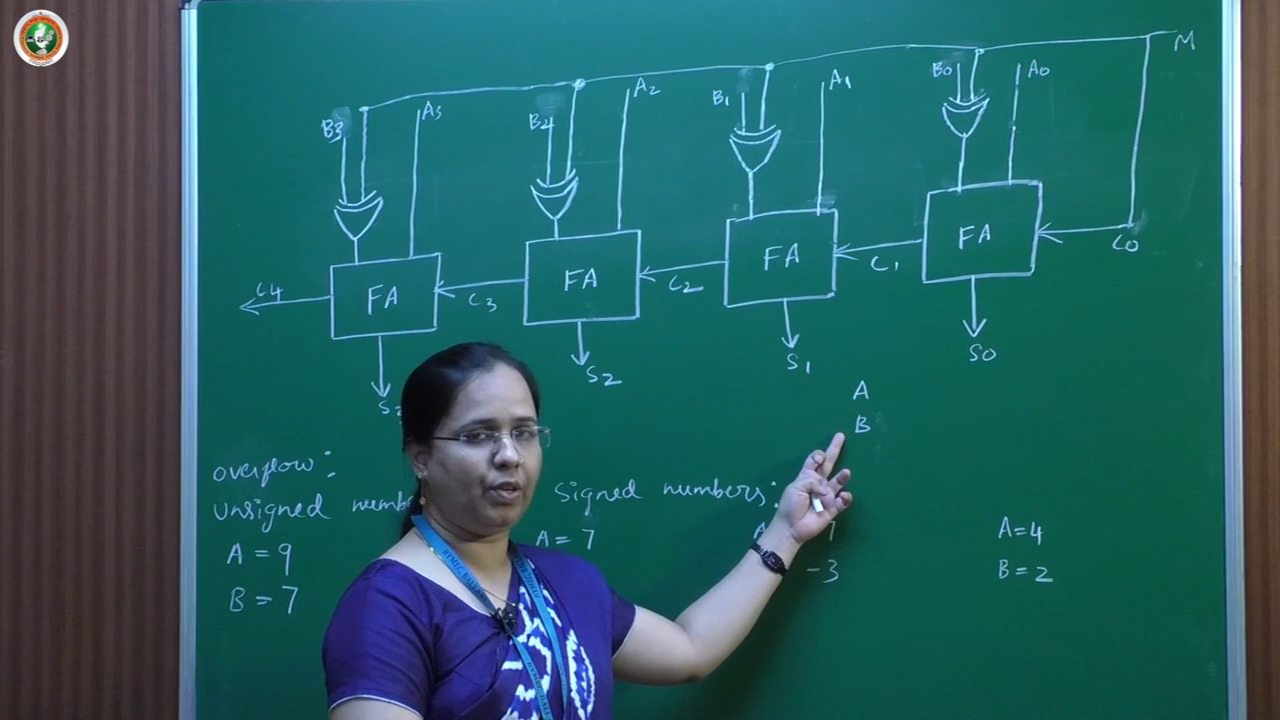 M
B3 A3 B2 A2 B1 A1 B0 A0
FA FA FA FA
C4 C3 C2 C1 C0
S2 S1 S0
A
B
overflow:
unsigned
A = 9
B = 7
Signed numbers:
A = 7
-3
A=4
B=2